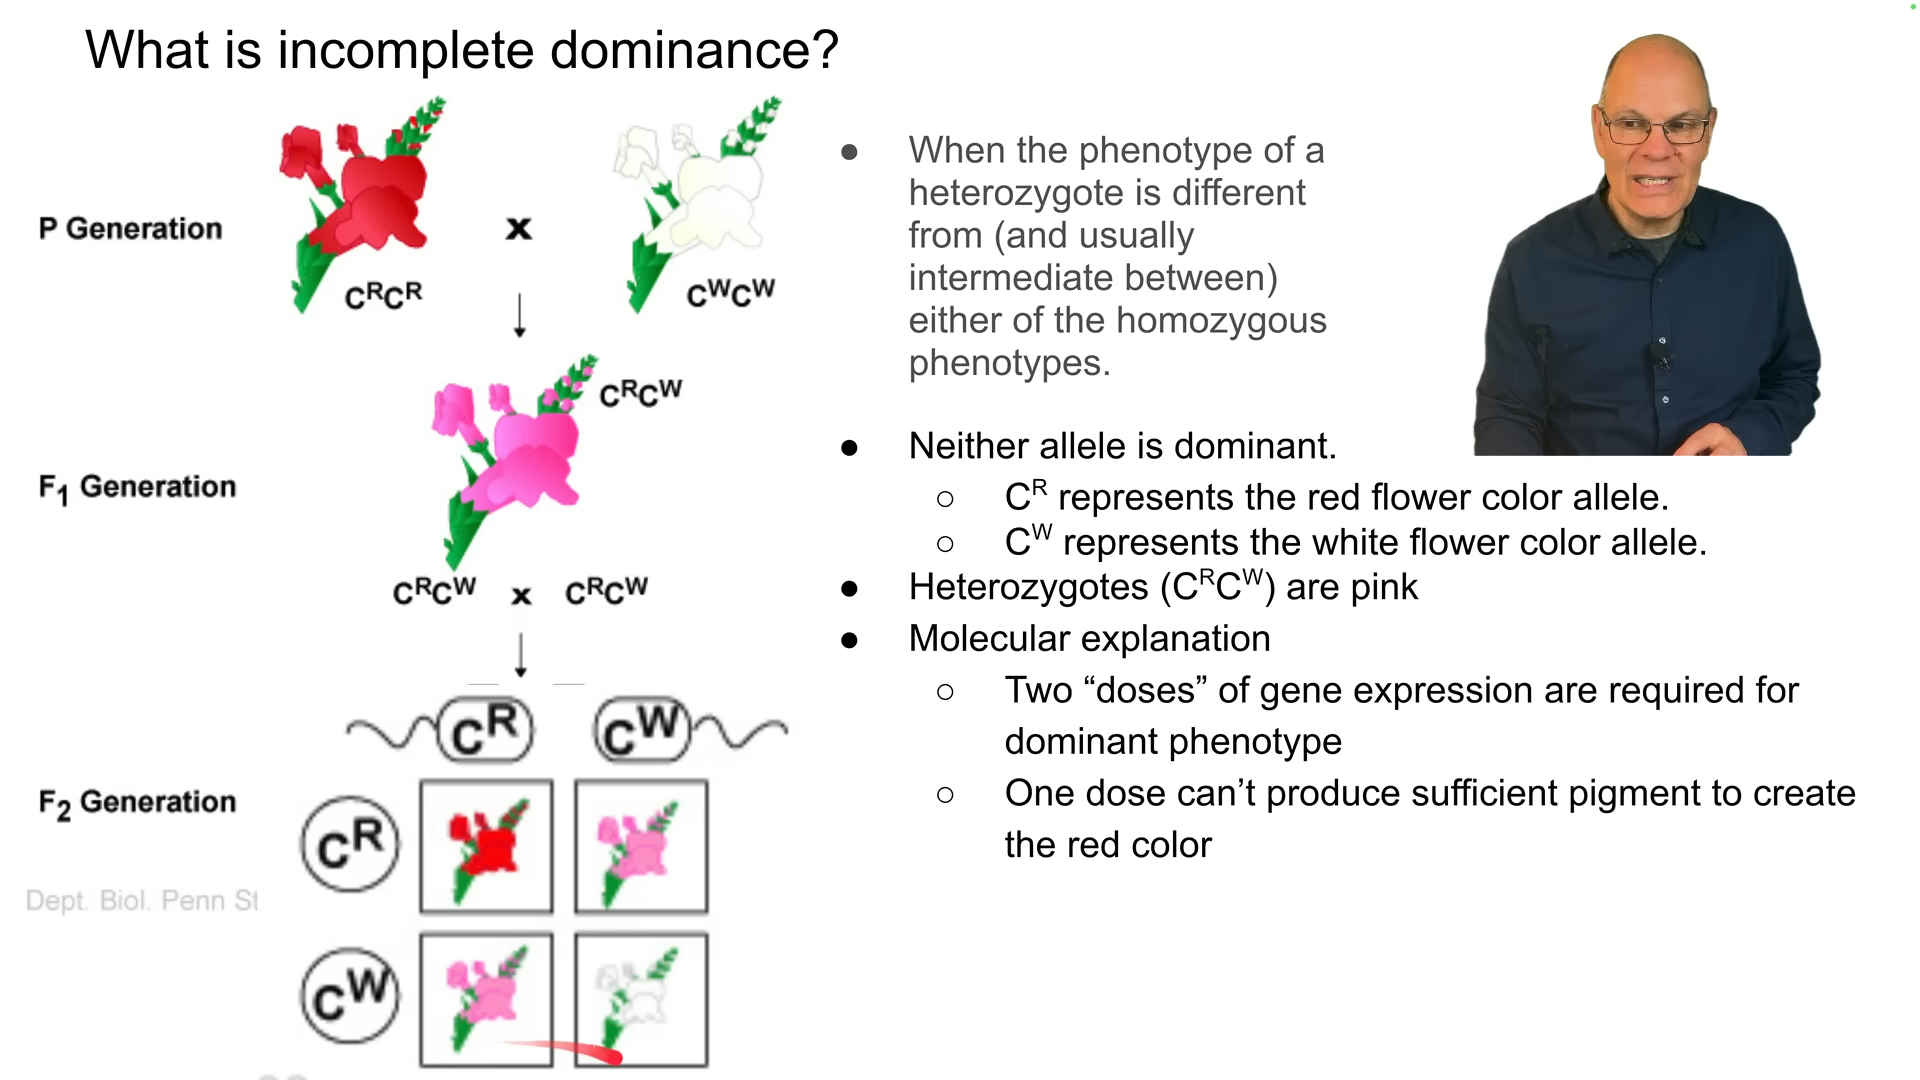 What is incomplete dominance?
P Generation
x
CᴿCᴿ
CᵂCᵂ
CᴿCᵂ
F₁ Generation
CᴿCᵂ x CᴿCᵂ
Cᴿ Cᵂ
F₂ Generation
Cᴿ
Dept. Biol. Penn St
Cᵂ
● When the phenotype of a
heterozygote is different
from (and usually
intermediate between)
either of the homozygous
phenotypes.
● Neither allele is dominant.
○ Cᴿ represents the red flower color allele.
○ Cᵂ represents the white flower color allele.
● Heterozygotes (CᴿCᵂ) are pink
● Molecular explanation
○ Two “doses” of gene expression are required for
dominant phenotype
○ One dose can’t produce sufficient pigment to create
the red color